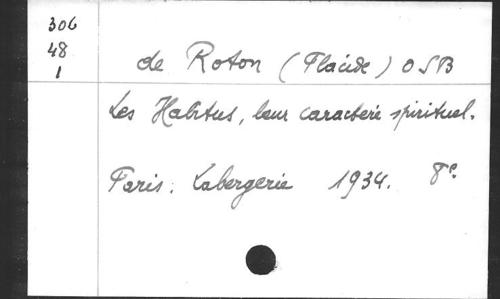 306
48
1
de Roton (Placide) OSB
Les Habitus, leur caractère spirituel.
Paris. Labergerie 1934. 8°.